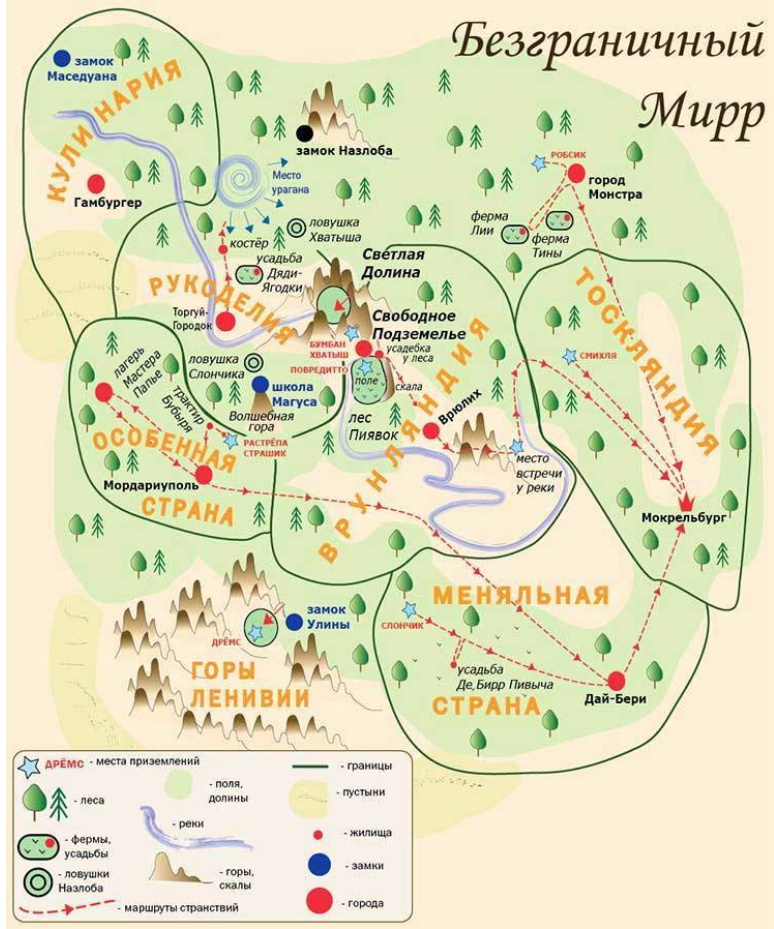 Безграничный
Мирр
замок
Маседуана
КУЛИНАРИЯ
Гамбургер
замок Назлоба
Место
урагана
РОБСИК
город
Монстра
ферма
Лии
ферма
Тины
ловушка
Хватыша
костёр
усадьба
Дяди-
Ягодки
Светлая
Долина
РУКОДЕЛИЯ
Торгуй-
Городок
Свободное
Подземелье
БУМБАН
ХВАТЫШ
ПОВРЕДИТТО
усадебка
у леса
поле
скала
лес
Пиявок
ТОСКЛЯНДИЯ
СМИХЛЯ
лагерь
Мастера
Папье
трактир
Бубыря
ловушка
Слончика
школа
Магуса
Волшебная
гора
РАСТРЁПА
СТРАШИК
ОСОБЕННАЯ
СТРАНА
Мордариуполь
ВРУНЛЯНДИЯ
Врюлих
место
встречи
у реки
Мокрельбург
МЕНЯЛЬНАЯ
СТРАНА
СЛОНЧИК
усадьба
Де Бирр Пивыча
Дай-Бери
замок
Улины
ДРЁМС
ГОРЫ
ЛЕНИВИИ
ДРЁМС - места приземлений
- леса
- фермы,
усадьбы
- ловушки
Назлоба
- маршруты странствий
- поля,
долины
- реки
- горы,
скалы
- границы
- пустыни
- жилища
- замки
- города